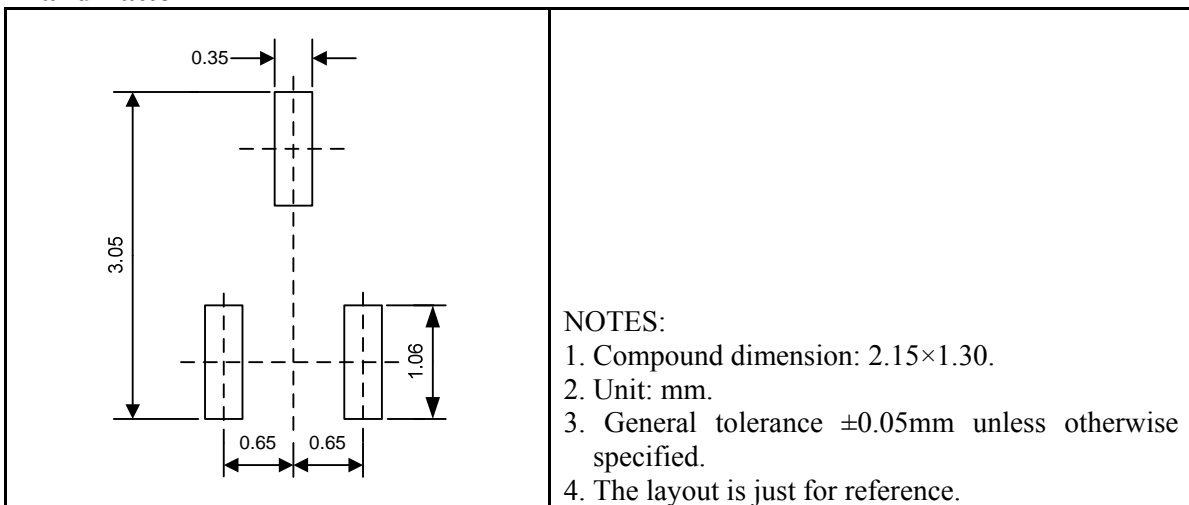 0.35
3.05
1.06
0.65 0.65
NOTES:
1. Compound dimension: 2.15×1.30.
2. Unit: mm.
3. General tolerance ±0.05mm unless otherwise
specified.
4. The layout is just for reference.